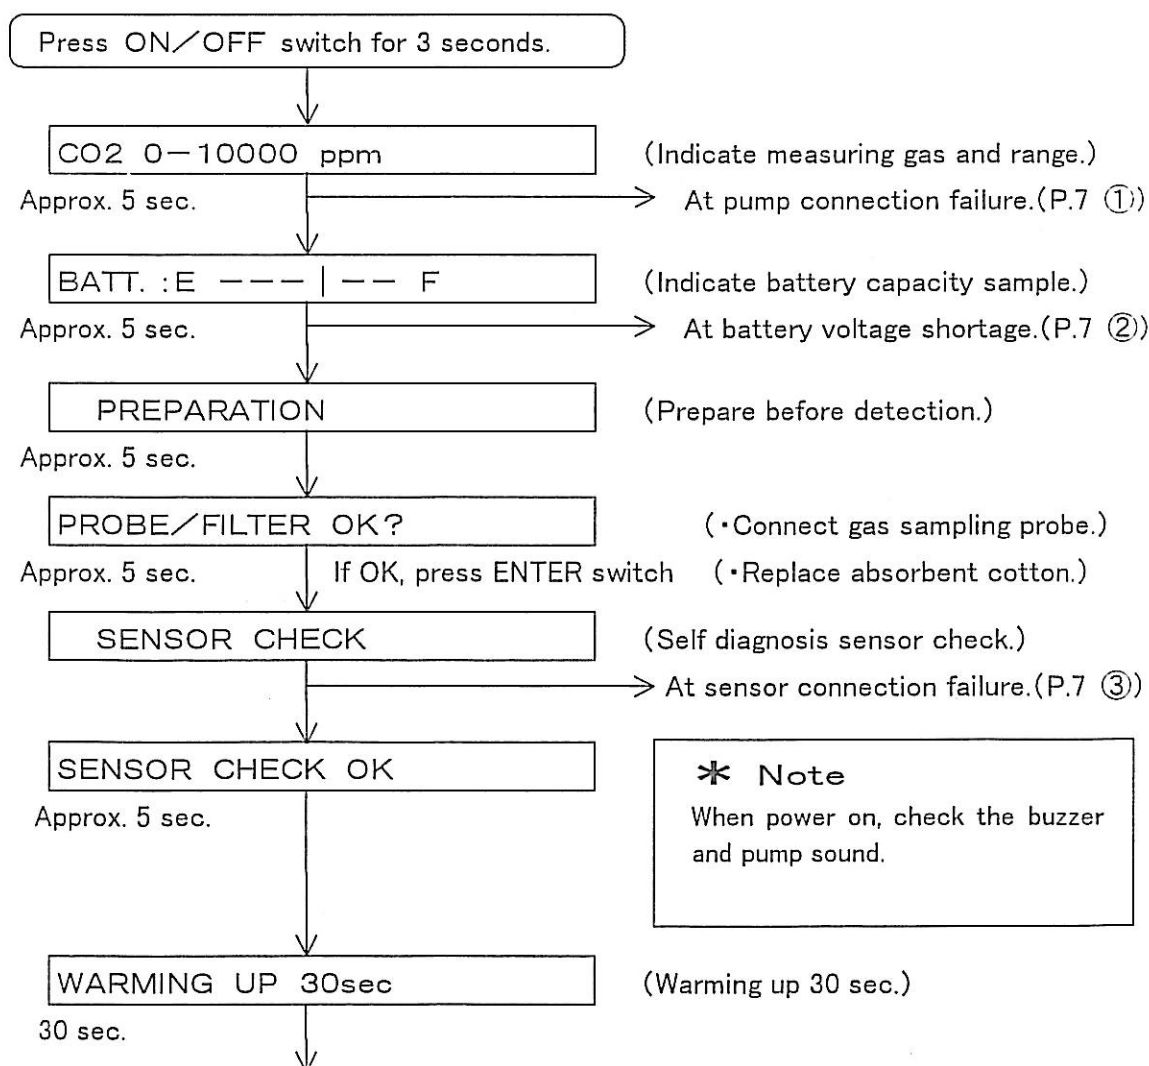 Press ON／OFF switch for 3 seconds.
CO2 0－10000 ppm
(Indicate measuring gas and range.)
Approx. 5 sec.
At pump connection failure.(P.7 ①)
BATT. :E －－－|－－ F
(Indicate battery capacity sample.)
Approx. 5 sec.
At battery voltage shortage.(P.7 ②)
PREPARATION
(Prepare before detection.)
Approx. 5 sec.
PROBE／FILTER OK?
(・Connect gas sampling probe.)
Approx. 5 sec.
If OK, press ENTER switch
(・Replace absorbent cotton.)
SENSOR CHECK
(Self diagnosis sensor check.)
At sensor connection failure.(P.7 ③)
SENSOR CHECK OK
Approx. 5 sec.
＊ Note
When power on, check the buzzer
and pump sound.
WARMING UP 30sec
(Warming up 30 sec.)
30 sec.